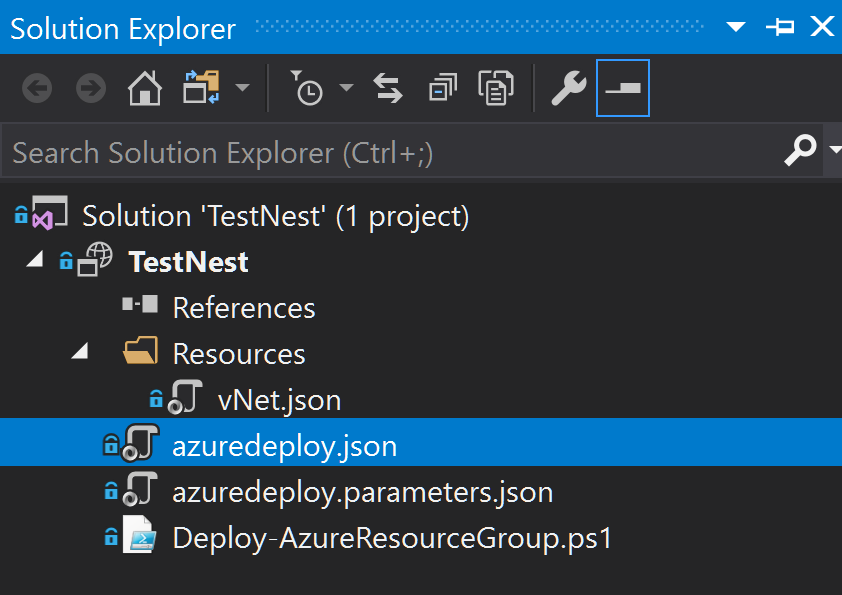 Solution Explorer
Search Solution Explorer (Ctrl+;)
Solution 'TestNest' (1 project)
TestNest
References
Resources
vNet.json
azuredeploy.json
azuredeploy.parameters.json
Deploy-AzureResourceGroup.ps1